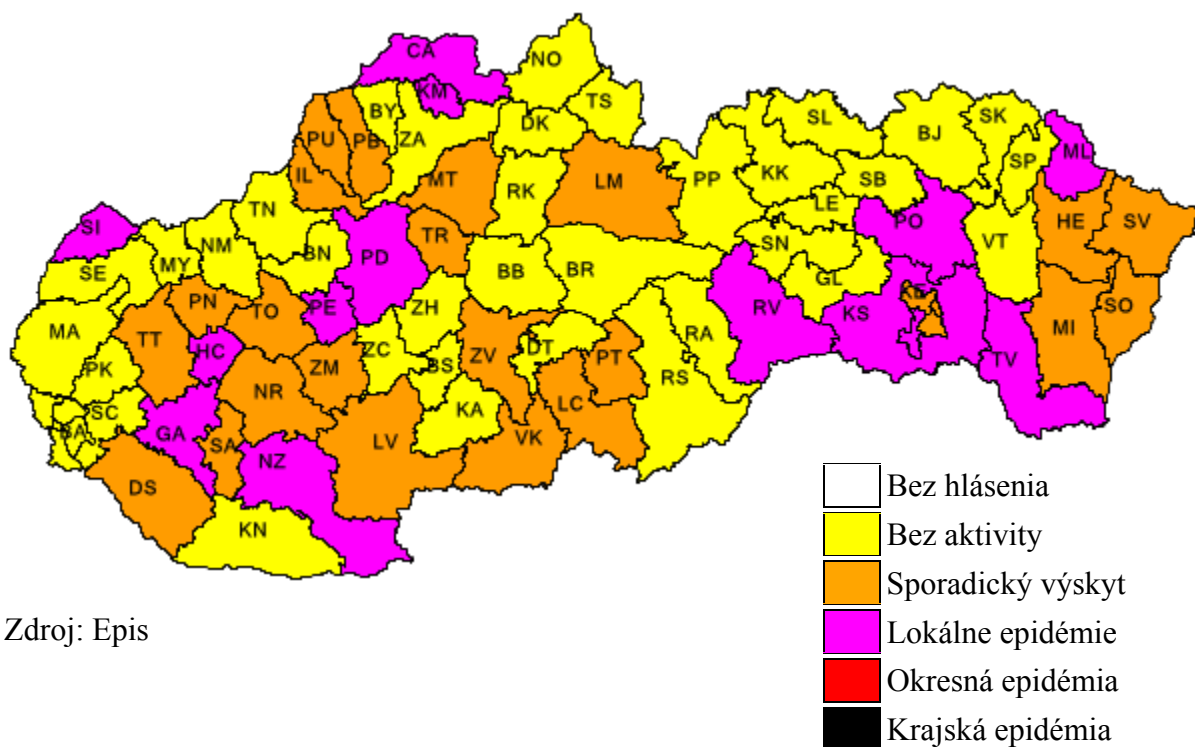 CA
NO
KM
TS
BY
ZA
DK
PU
PB
IL
MT
RK
LM
PP
KK
SL
BJ
SK
SP
ML
SB
LE
PO
VT
HE
SV
SN
GL
TN
SI
NM
MY
SE
BN
PD
TR
BB
BR
MA
PN
TO
PE
ZH
RV
KS
KE
MI
SO
TV
TT
HC
ZM
ZC
BS
ZV
DT
PT
RA
RS
PK
SC
BA
NR
KA
LC
GA
SA
NZ
LV
VK
DS
KN
Bez hlásenia
Bez aktivity
Sporadický výskyt
Lokálne epidémie
Okresná epidémia
Krajská epidémia
Zdroj: Epis